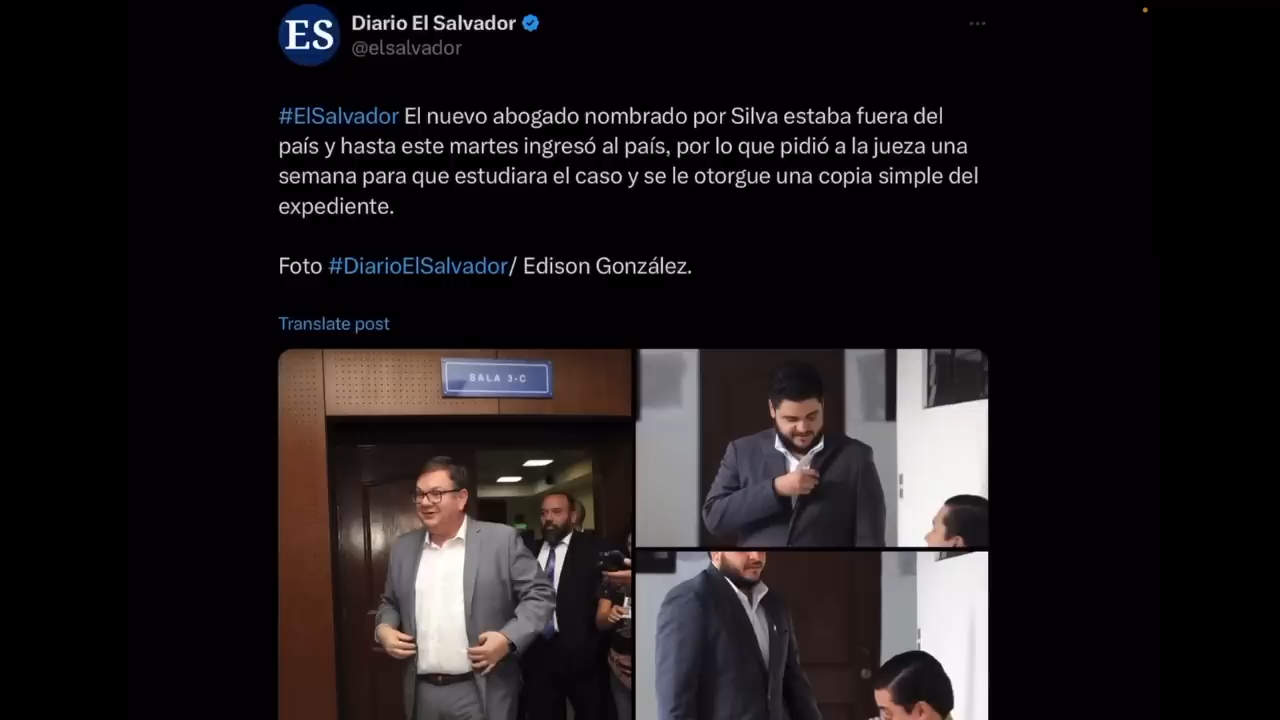 ES
Diario El Salvador
@elsalvador
#ElSalvador El nuevo abogado nombrado por Silva estaba fuera del
país y hasta este martes ingresó al país, por lo que pidió a la jueza una
semana para que estudiara el caso y se le otorgue una copia simple del
expediente.
Foto #DiarioElSalvador/ Edison González.
Translate post
SALA 3-C